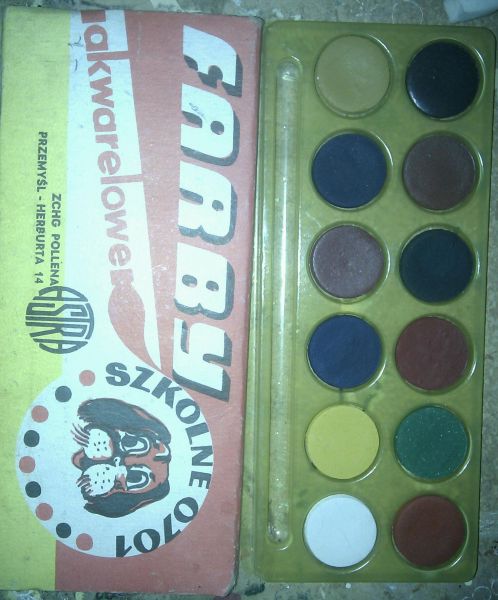 FARBY
akwarelowe
ZCHG POLLENA
ASTRA
PRZEMYŚL - HERBURTA 14
SZKOLNE 0701